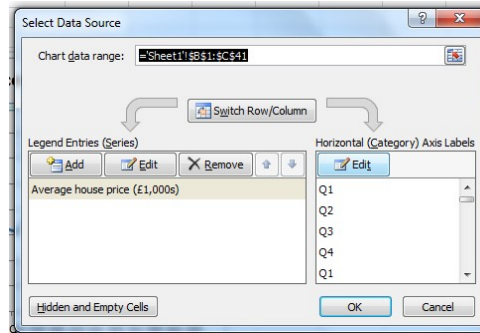 Select Data Source
Chart data range: ='Sheet1'!$B$1:$C$41
Switch Row/Column
Legend Entries (Series)
Add Edit Remove
Average house price (£1,000s)
Horizontal (Category) Axis Labels
Edit
Q1
Q2
Q3
Q4
Q1
Hidden and Empty Cells
OK Cancel